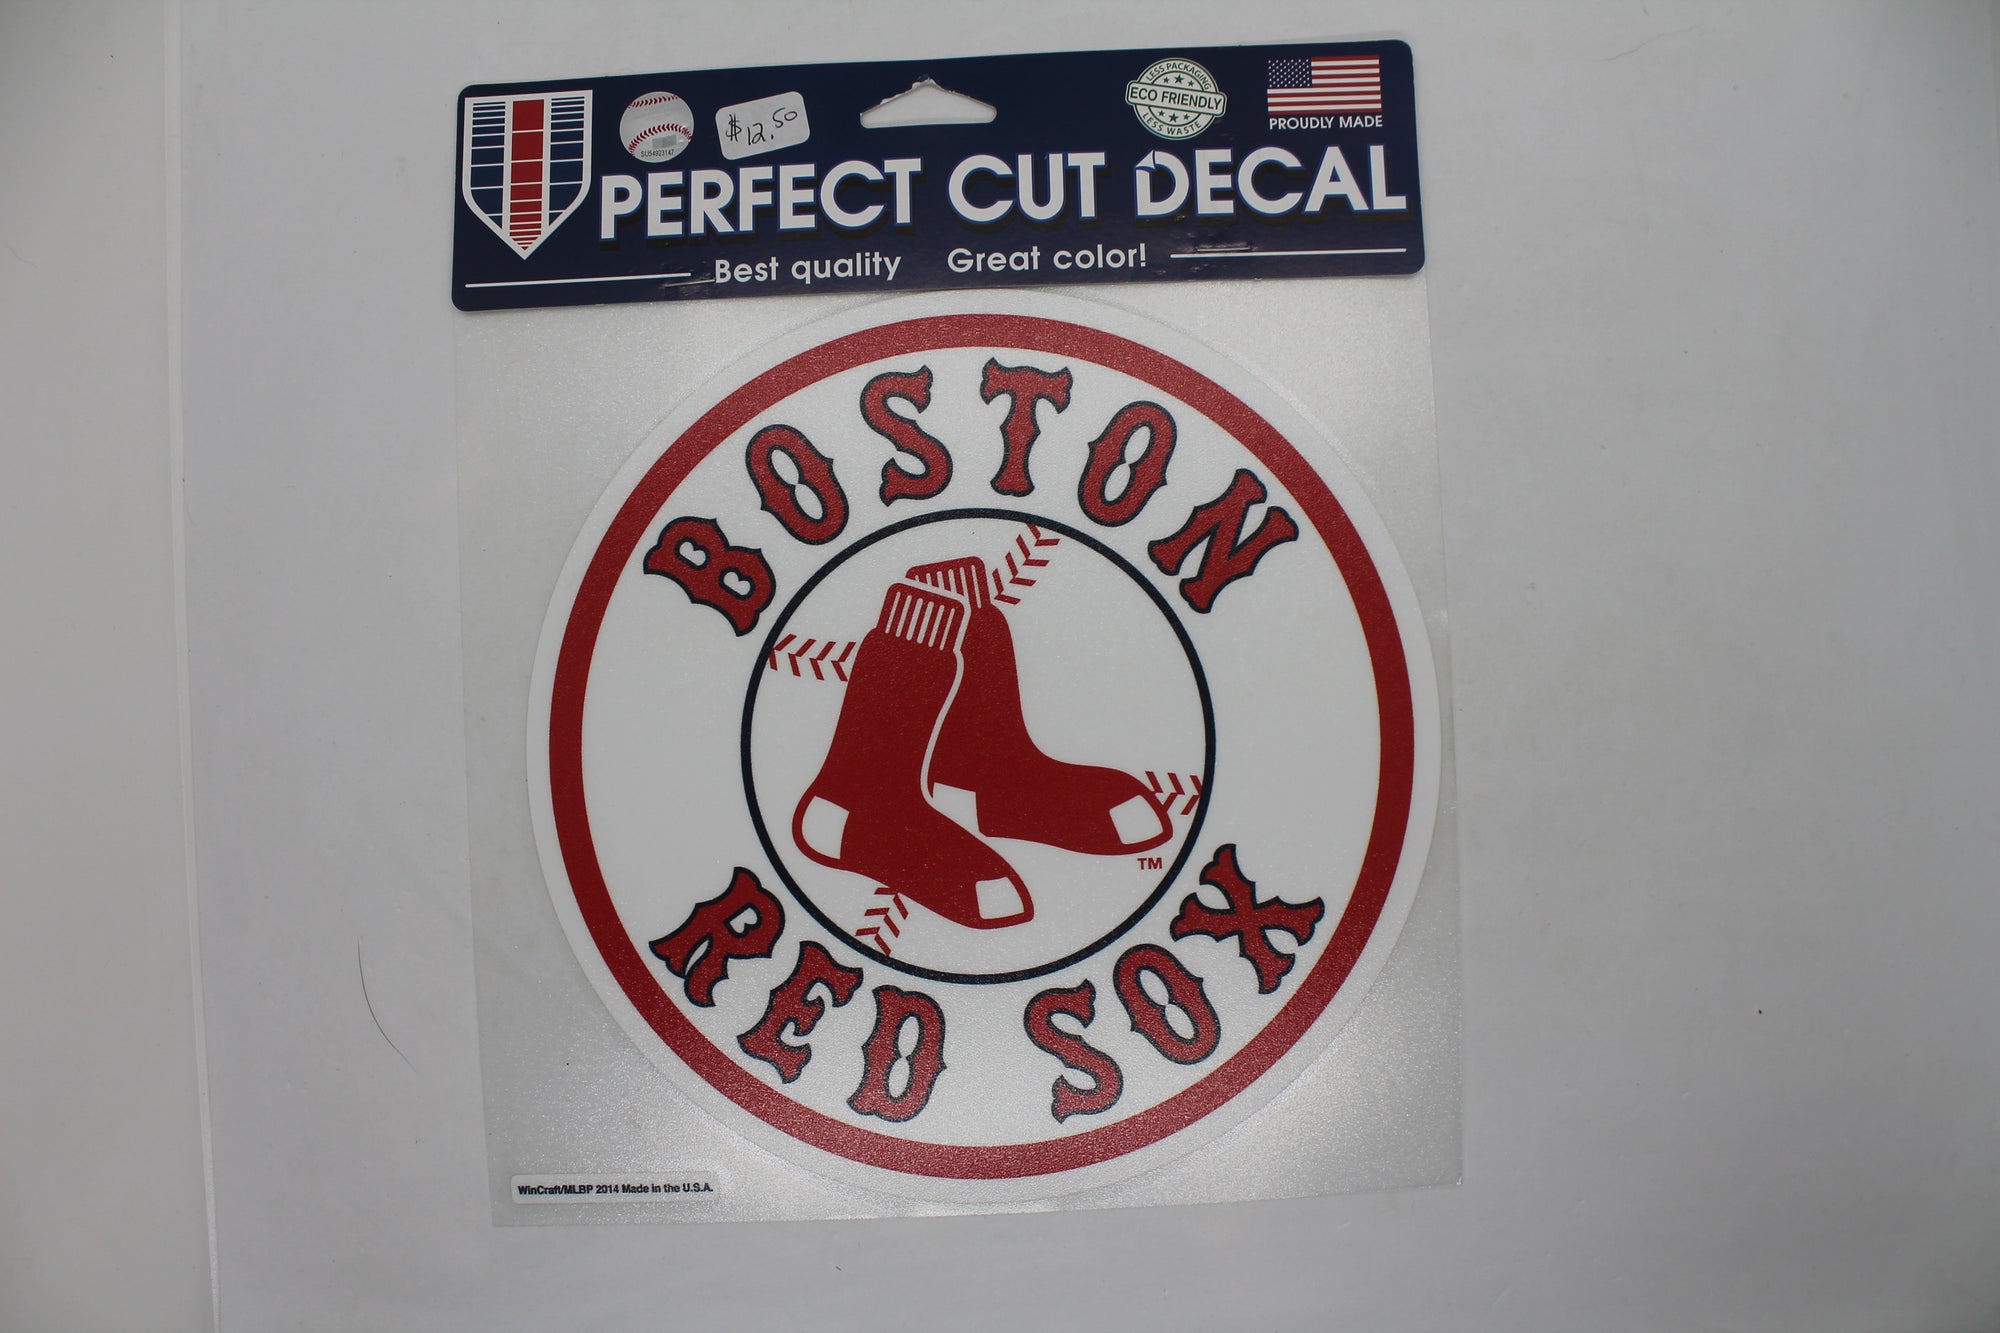 LESS PACKAGING
ECO FRIENDLY
LESS WASTE
PROUDLY MADE
SU54923147
$12.50
PERFECT CUT DECAL
Best quality Great color!
BOSTON
TM
RED SOX
WinCraft/MLBP 2014 Made in the U.S.A.